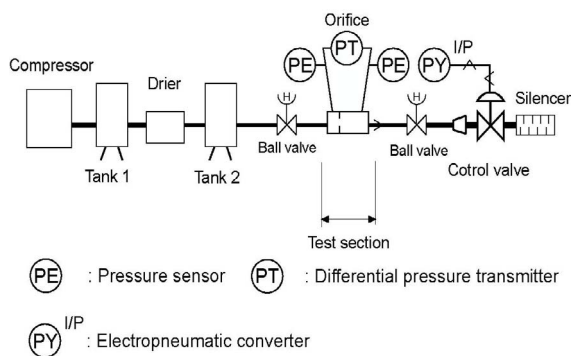 Orifice
PE
PT
PE
PY
I/P
Compressor
Drier
H
H
Silencer
Ball valve
Ball valve
Cotrol valve
Tank 1
Tank 2
Test section
PE : Pressure sensor
PT : Differential pressure transmitter
PY I/P : Electropneumatic converter